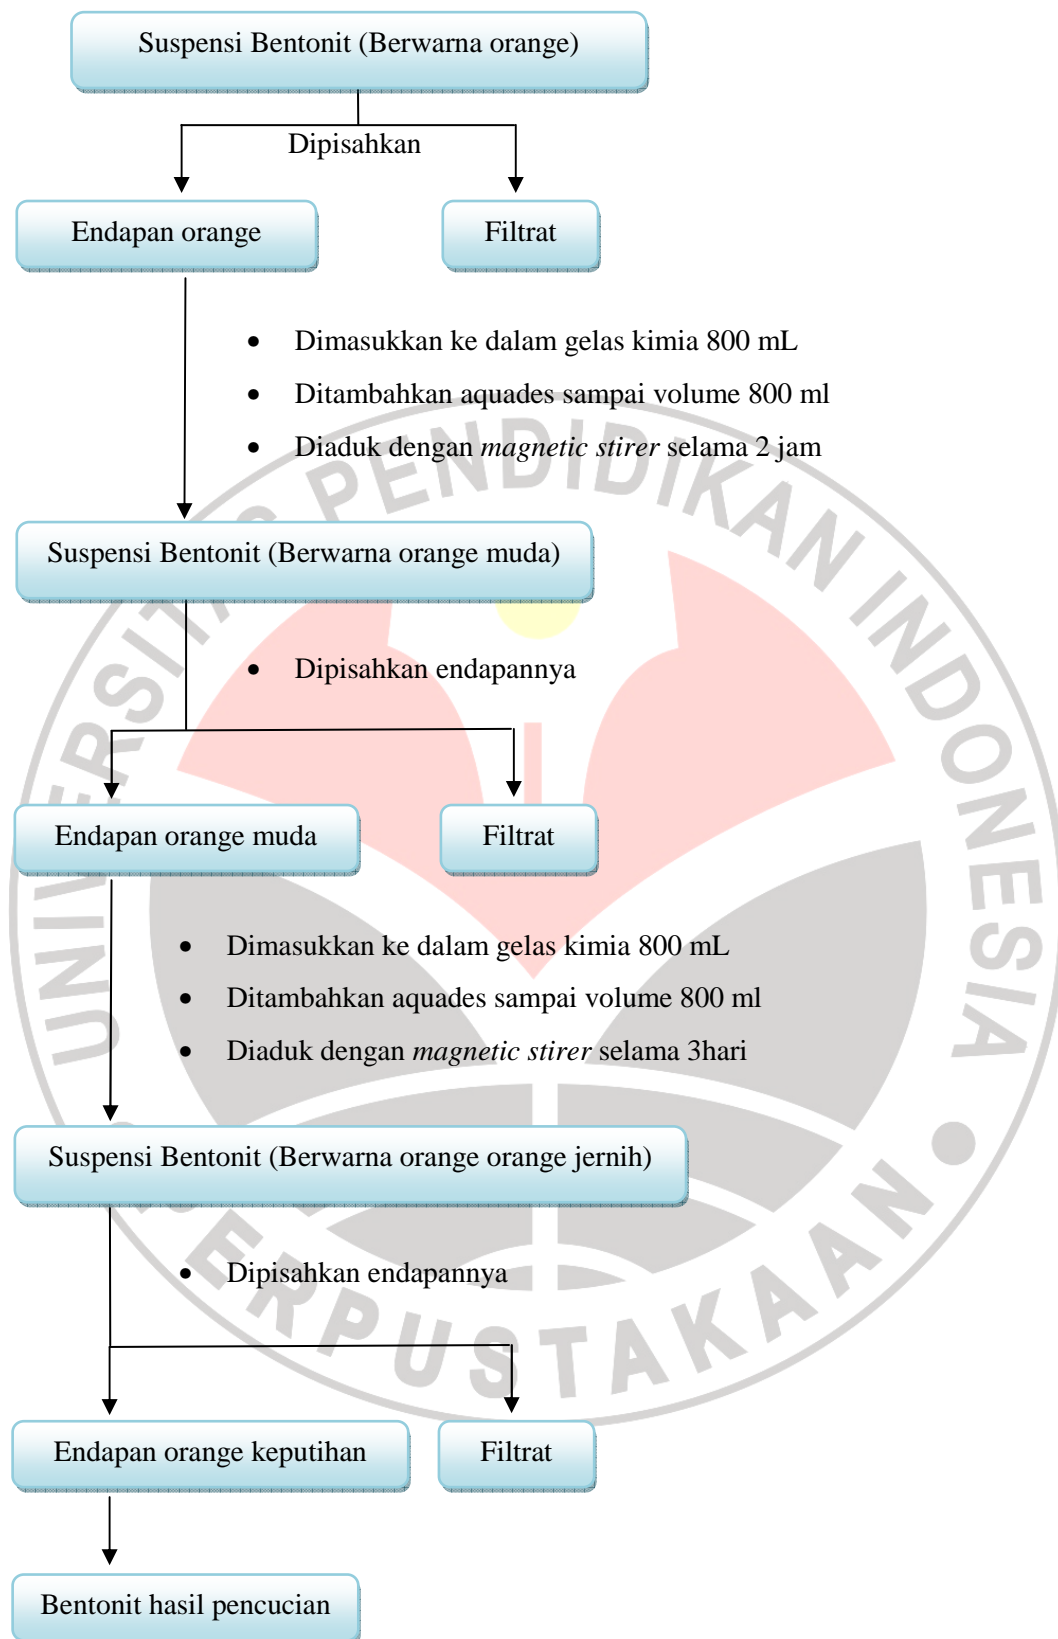 Suspensi Bentonit (Berwarna orange)
Dipisahkan
Endapan orange
Filtrat
• Dimasukkan ke dalam gelas kimia 800 mL
• Ditambahkan aquades sampai volume 800 ml
• Diaduk dengan magnetic stirer selama 2 jam
Suspensi Bentonit (Berwarna orange muda)
• Dipisahkan endapannya
Endapan orange muda
Filtrat
• Dimasukkan ke dalam gelas kimia 800 mL
• Ditambahkan aquades sampai volume 800 ml
• Diaduk dengan magnetic stirer selama 3hari
Suspensi Bentonit (Berwarna orange orange jernih)
• Dipisahkan endapannya
Endapan orange keputihan
Filtrat
Bentonit hasil pencucian
UNIVERSITAS PENDIDIKAN INDONESIA
PERPUSTAKAAN